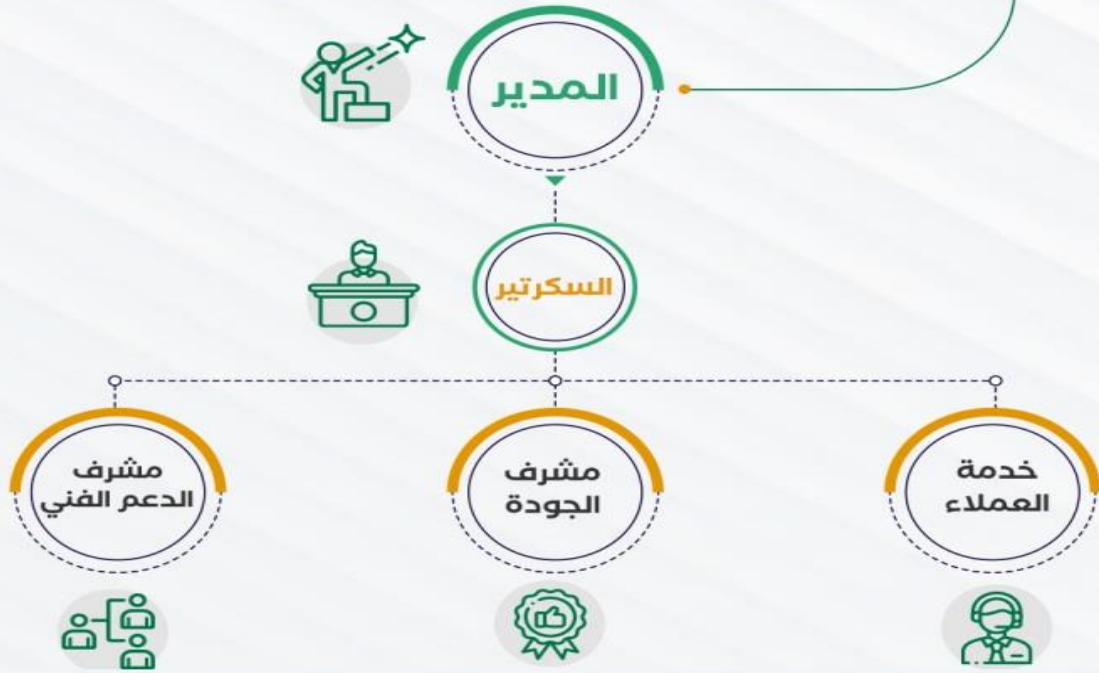 المدير
السكرتير
خدمة
العملاء
مشرف
الجودة
مشرف
الدعم الفني